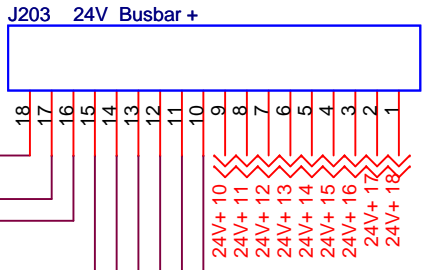 J203 24V Busbar +
18 17 16 15 14 13 12 11 10 9 8 7 6 5 4 3 2 1
24V+ 10
24V+ 11
24V+ 12
24V+ 13
24V+ 14
24V+ 15
24V+ 16
24V+ 17
24V+ 18